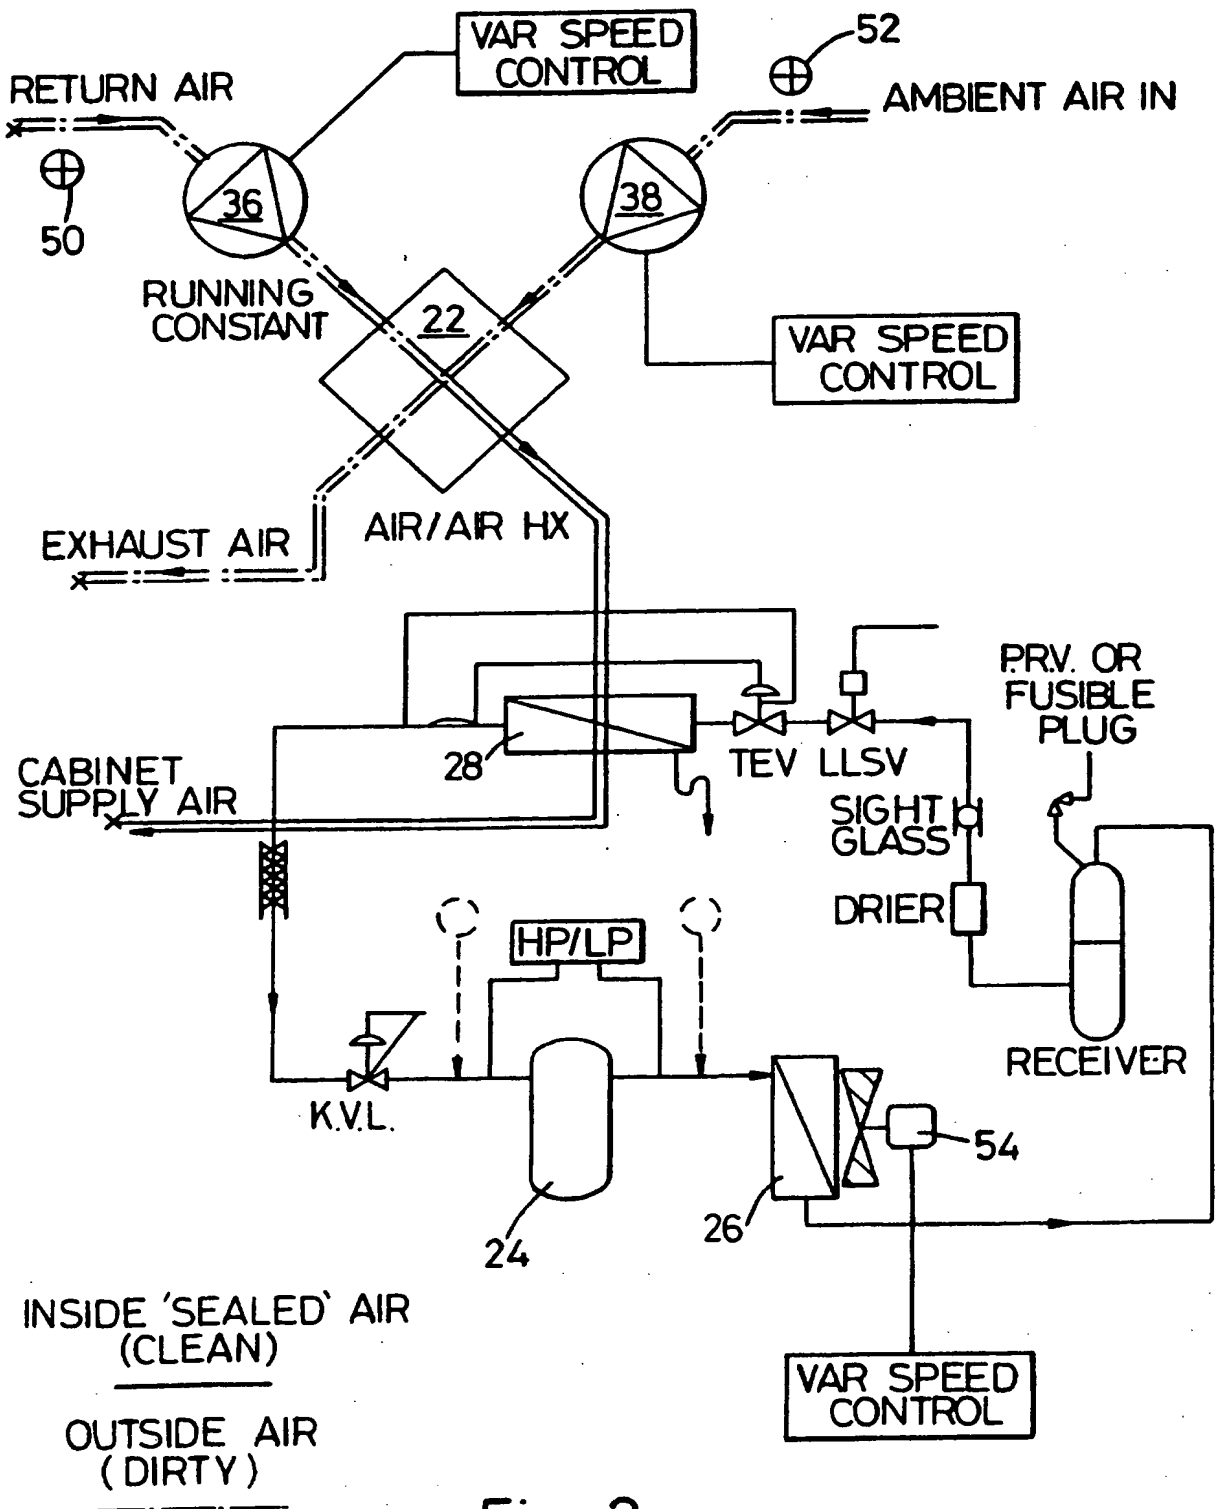 VAR SPEED
CONTROL
52
RETURN AIR
AMBIENT AIR IN
36
38
50
RUNNING
CONSTANT
22
VAR SPEED
CONTROL
AIR/AIR HX
EXHAUST AIR
P.R.V. OR
FUSIBLE
PLUG
28
TEV LLSV
CABINET
SUPPLY AIR
SIGHT
GLASS
DRIER
HP/LP
RECEIVER
K.V.L.
54
26
24
INSIDE 'SEALED' AIR
(CLEAN)
VAR SPEED
CONTROL
OUTSIDE AIR
(DIRTY)